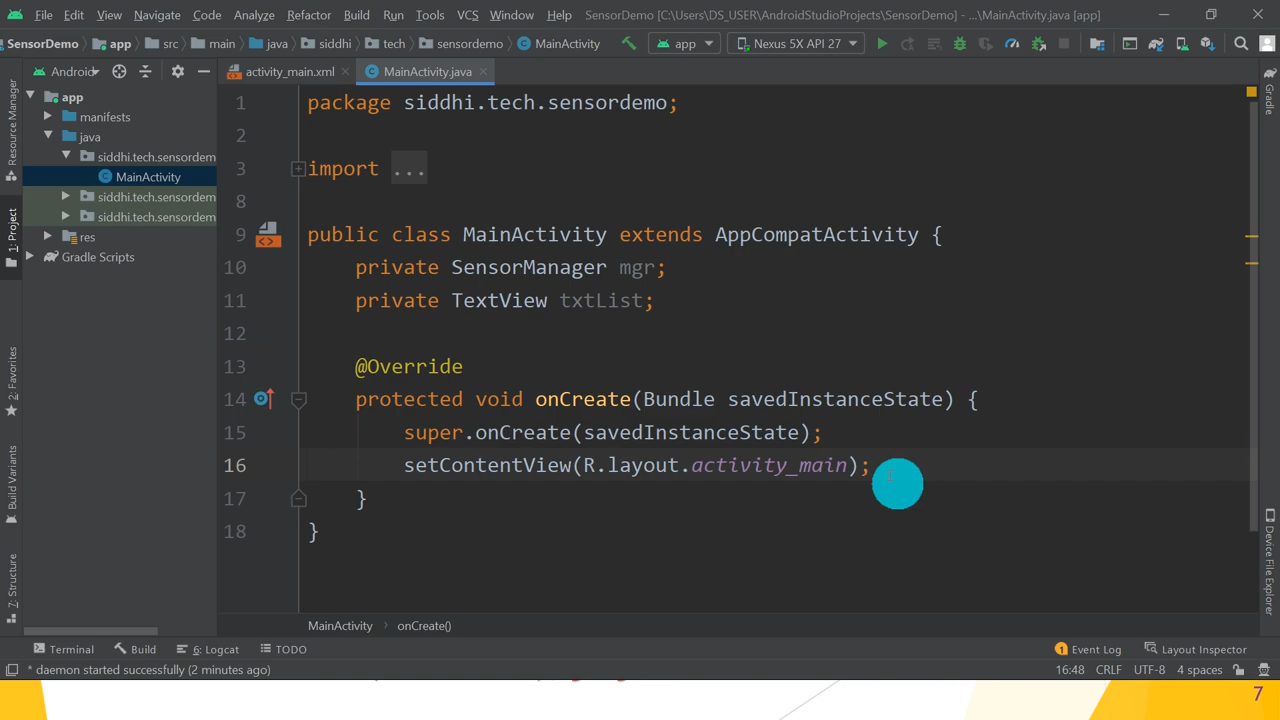 File Edit View Navigate Code Analyze Refactor Build Run Tools VCS Window Help SensorDemo [C:\Users\DS_USER\AndroidStudioProjects\SensorDemo] - ...\MainActivity.java [app]
SensorDemo app src main java siddhi tech sensordemo MainActivity app Nexus 5X API 27
Android activity_main.xml MainActivity.java
Resource Manager
1: Project
2: Favorites
Build Variants
7: Structure
app
manifests
java
siddhi.tech.sensordem
MainActivity
siddhi.tech.sensordem
siddhi.tech.sensordem
res
Gradle Scripts
1 package siddhi.tech.sensordemo;
2
3 import ...
8
9 public class MainActivity extends AppCompatActivity {
10 private SensorManager mgr;
11 private TextView txtList;
12
13 @Override
14 protected void onCreate(Bundle savedInstanceState) {
15 super.onCreate(savedInstanceState);
16 setContentView(R.layout.activity_main);
17 }
18 }
Gradle
Device File Explorer
MainActivity onCreate()
Terminal Build 6: Logcat TODO 1 Event Log Layout Inspector
* daemon started successfully (2 minutes ago) 16:48 CRLF UTF-8 4 spaces
7